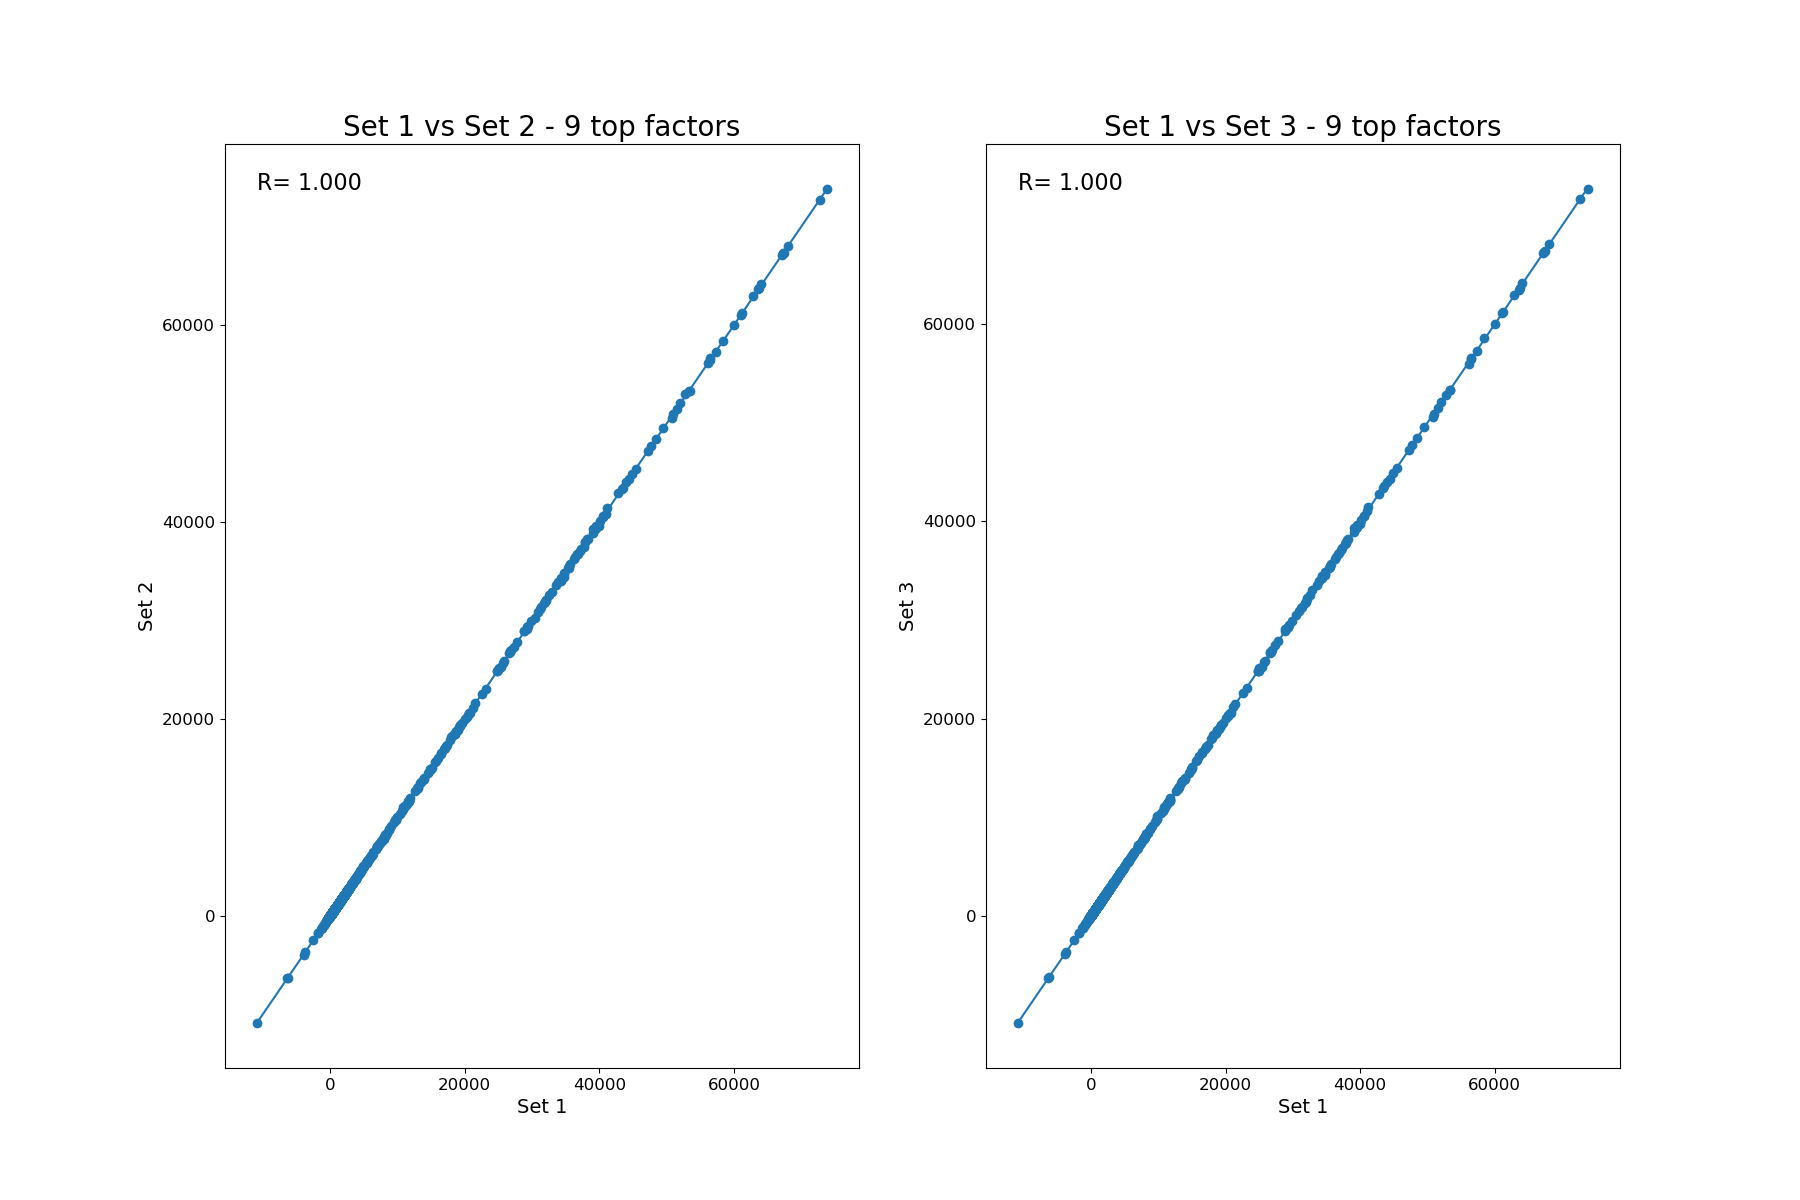 Set 1 vs Set 2 - 9 top factors
R= 1.000
60000
40000
20000
0
Set 2
0 20000 40000 60000
Set 1
Set 1 vs Set 3 - 9 top factors
R= 1.000
60000
40000
20000
0
Set 3
0 20000 40000 60000
Set 1